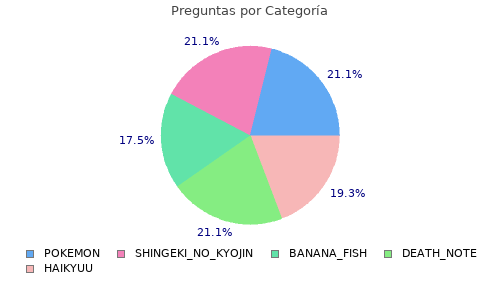 Preguntas por Categoría
21.1%
21.1%
17.5%
19.3%
21.1%
POKEMON SHINGEKI_NO_KYOJIN BANANA_FISH DEATH_NOTE
HAIKYUU